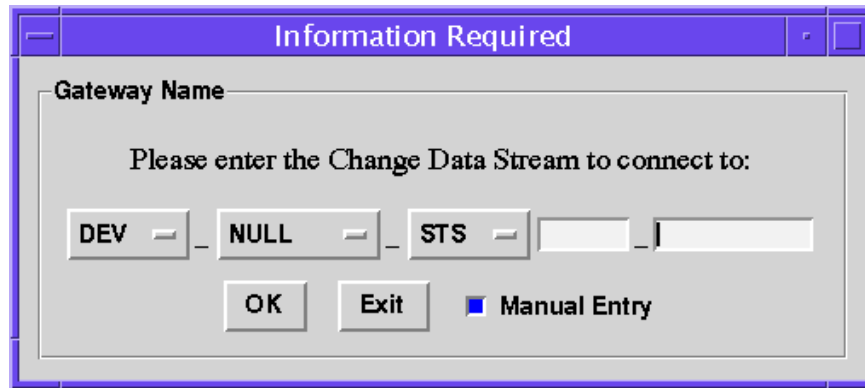 Information Required
Gateway Name
Please enter the Change Data Stream to connect to:
DEV _ NULL _ STS _
OK Exit Manual Entry